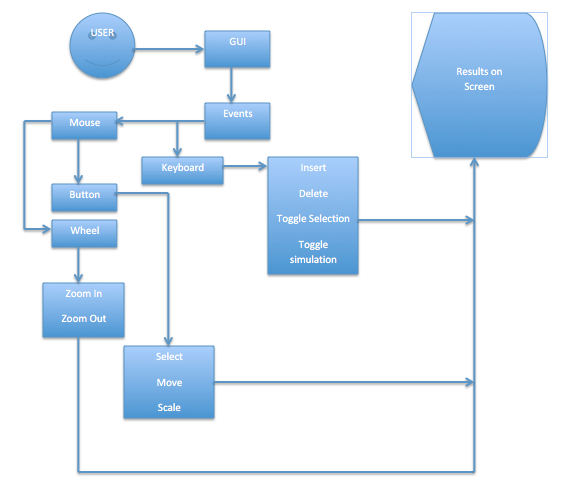 USER
GUI
Results on
Screen
Events
Mouse
Keyboard
Insert
Delete
Toggle Selection
Toggle
simulation
Button
Wheel
Zoom In
Zoom Out
Select
Move
Scale